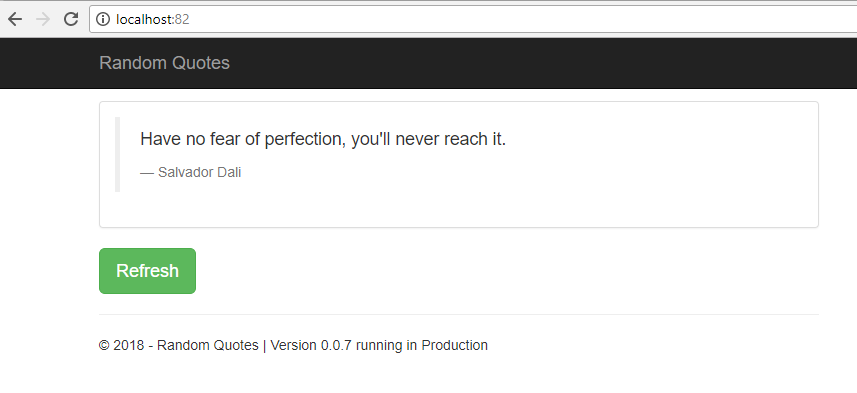 localhost:82
Random Quotes
Have no fear of perfection, you'll never reach it.
— Salvador Dali
Refresh
© 2018 - Random Quotes | Version 0.0.7 running in Production